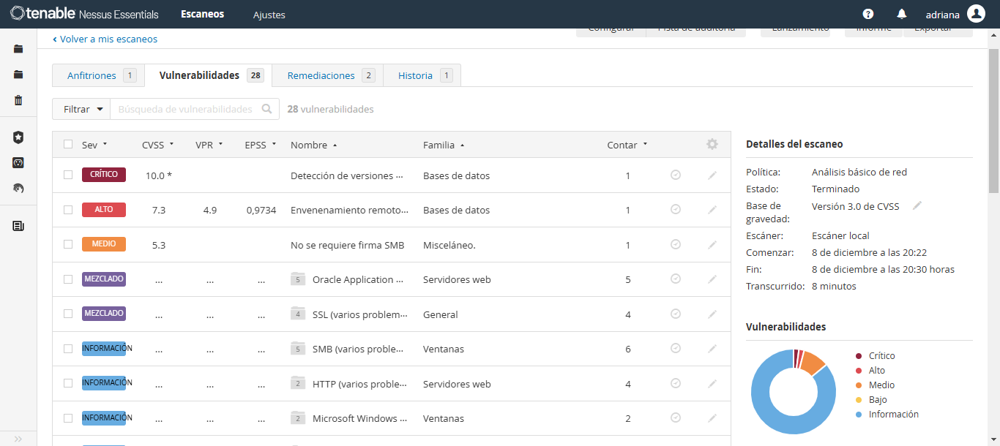 tenable Nessus Essentials Escaneos Ajustes adriana
Volver a mis escaneos Configurar Pista de auditoría Lanzamiento Informe Exportar
Anfitriones 1 Vulnerabilidades 28 Remediaciones 2 Historia 1
Filtrar Búsqueda de vulnerabilidades 28 vulnerabilidades
Sev CVSS VPR EPSS Nombre Familia Contar
CRÍTICO 10.0 * Detección de versiones ... Bases de datos 1
ALTO 7.3 4.9 0,9734 Envenenamiento remoto... Bases de datos 1
MEDIO 5.3 No se requiere firma SMB Misceláneo. 1
MEZCLADO ... ... ... 5 Oracle Application ... Servidores web 5
MEZCLADO ... ... ... 4 SSL (varios problem... General 4
INFORMACIÓN ... ... ... 5 SMB (varios proble... Ventanas 6
INFORMACIÓN ... ... ... 2 HTTP (varios proble... Servidores web 4
INFORMACIÓN ... ... ... 2 Microsoft Windows ... Ventanas 2
Detalles del escaneo
Política: Análisis básico de red
Estado: Terminado
Base de gravedad: Versión 3.0 de CVSS
Escáner: Escáner local
Comenzar: 8 de diciembre a las 20:22
Fin: 8 de diciembre a las 20:30 horas
Transcurrido: 8 minutos
Vulnerabilidades
Crítico
Alto
Medio
Bajo
Información